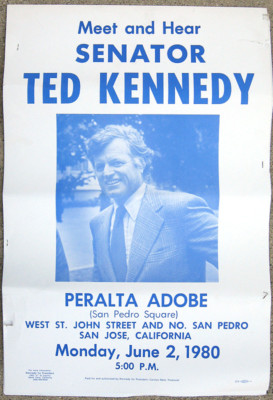 Meet and Hear
SENATOR
TED KENNEDY
PERALTA ADOBE
(San Pedro Square)
WEST ST. JOHN STREET AND NO. SAN PEDRO
SAN JOSE, CALIFORNIA
Monday, June 2, 1980
5:00 P.M.